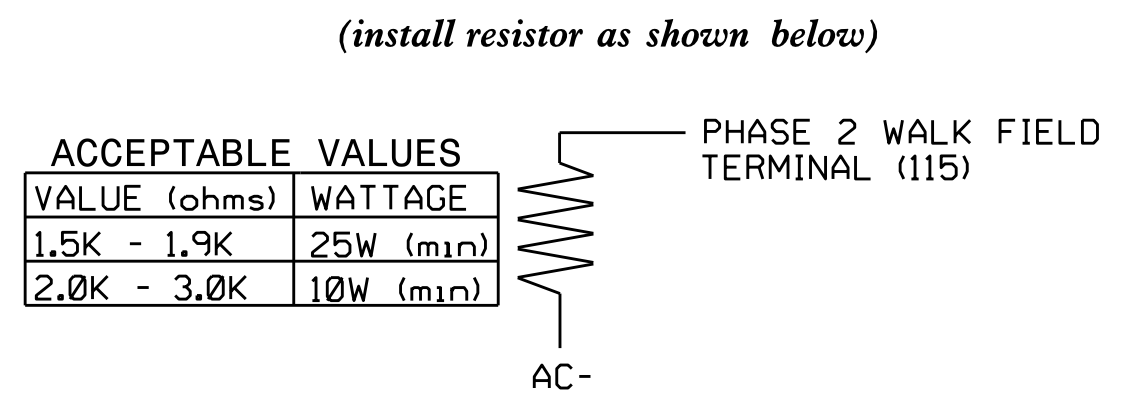 (install resistor as shown below)
ACCEPTABLE VALUES
VALUE (ohms) WATTAGE
1.5K - 1.9K 25W (min)
2.0K - 3.0K 10W (min)
PHASE 2 WALK FIELD
TERMINAL (115)
AC-